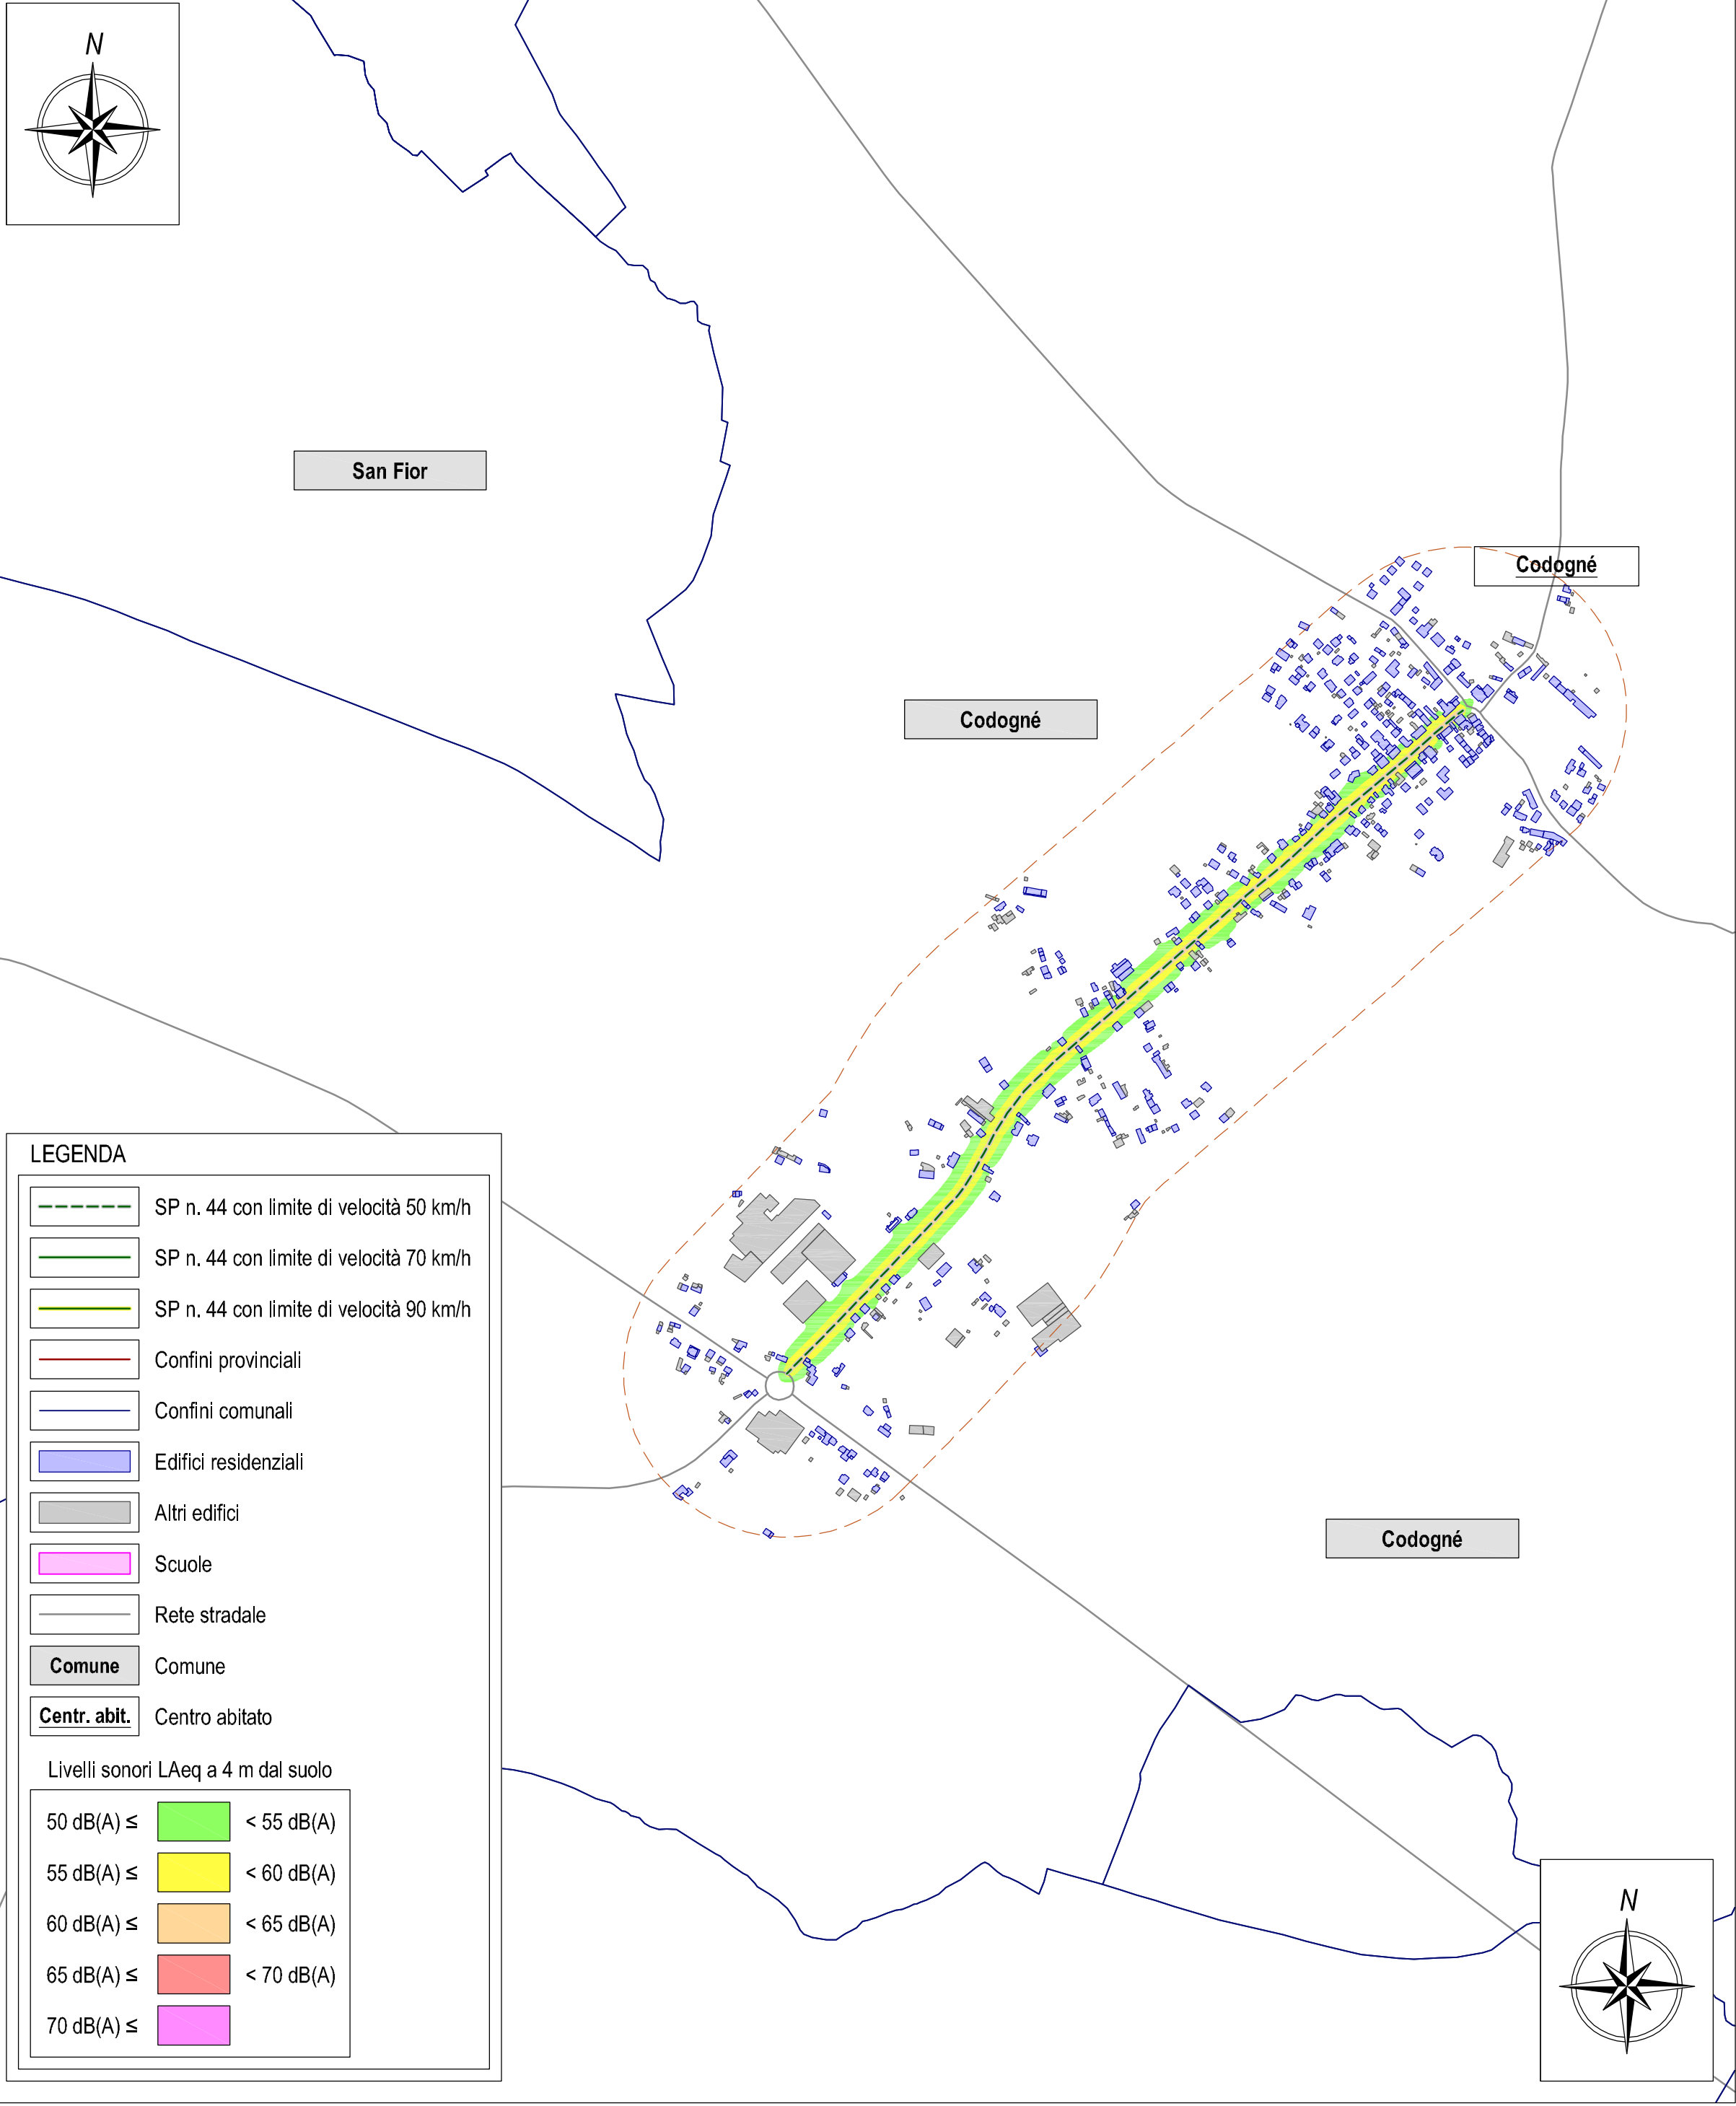 N
San Fior
Codogné
Codogné
LEGENDA
SP n. 44 con limite di velocità 50 km/h
SP n. 44 con limite di velocità 70 km/h
SP n. 44 con limite di velocità 90 km/h
Confini provinciali
Confini comunali
Edifici residenziali
Altri edifici
Scuole
Rete stradale
Comune Comune
Centr. abit. Centro abitato
Livelli sonori LAeq a 4 m dal suolo
50 dB(A) ≤ < 55 dB(A)
55 dB(A) ≤ < 60 dB(A)
60 dB(A) ≤ < 65 dB(A)
65 dB(A) ≤ < 70 dB(A)
70 dB(A) ≤
Codogné
N